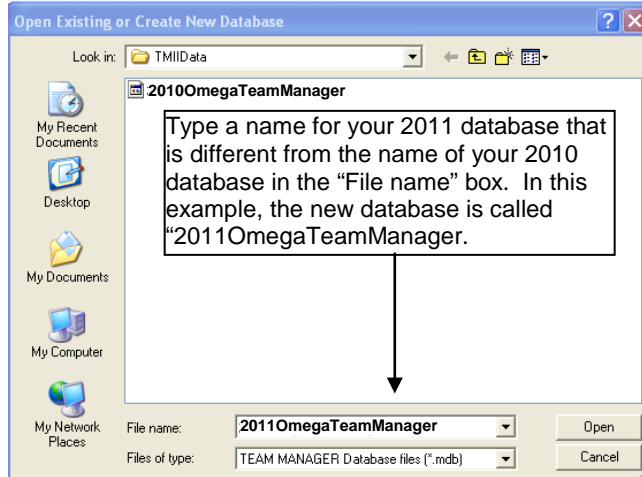 Open Existing or Create New Database
Look in: TMIIData
2010OmegaTeamManager
Type a name for your 2011 database that
is different from the name of your 2010
database in the “File name” box.  In this
example, the new database is called
“2011OmegaTeamManager.
My Recent
Documents
Desktop
My Documents
My Computer
My Network
Places
File name: 2011OmegaTeamManager Open
Files of type: TEAM MANAGER Database files (*.mdb) Cancel